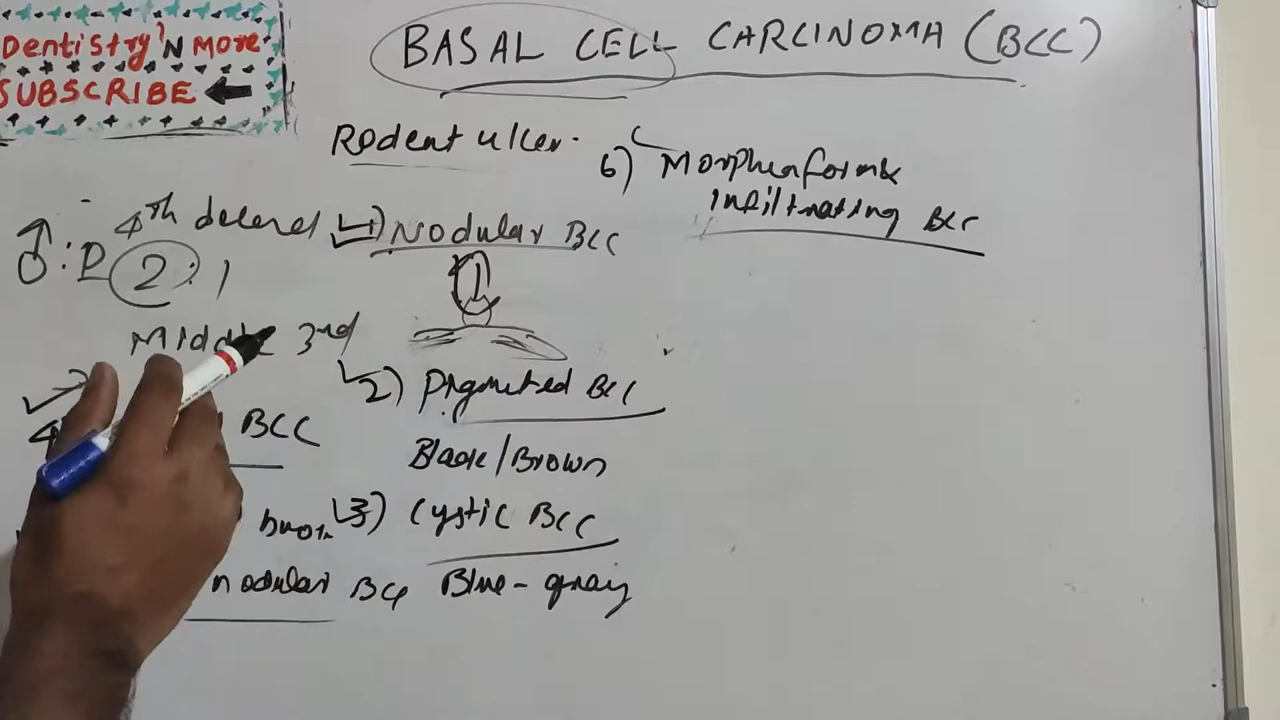 Dentistry'N More
SUBSCRIBE
BASAL CELL CARCINOMA (BCC)
Rodent ulcer.
6) Morpheaform &
infiltrating BCC
4th
♂: 2:1
Middle 3rd
1) Nodular BCC
2) Pigmented BCC
Black/Brown
3) Cystic BCC
Blue-gray
4
BCC
nodular BCC